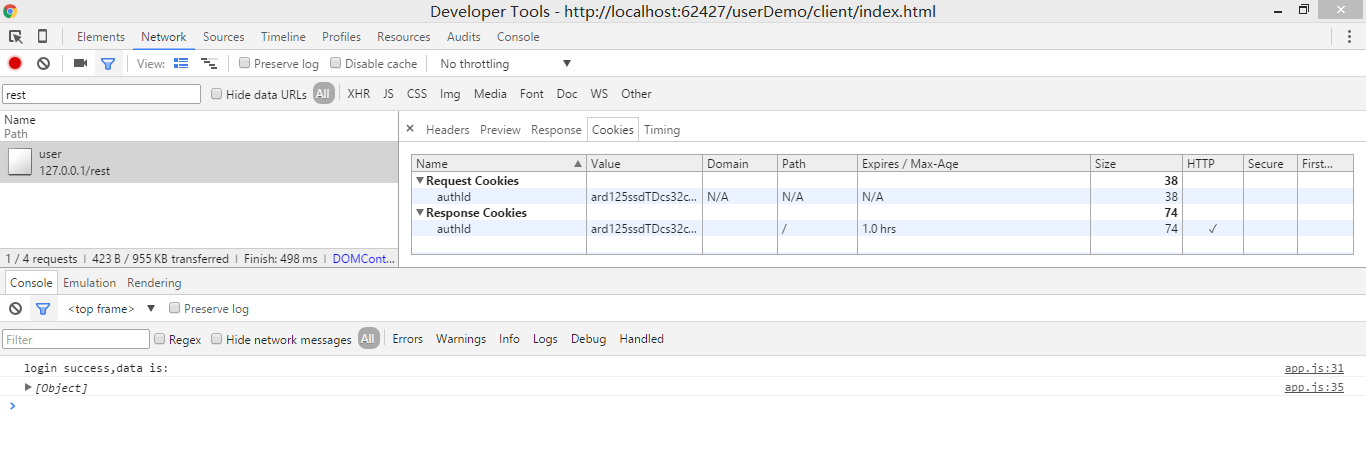 Developer Tools - http://localhost:62427/userDemo/client/index.html
Elements Network Sources Timeline Profiles Resources Audits Console
View: Preserve log Disable cache No throttling
rest Hide data URLs All XHR JS CSS Img Media Font Doc WS Other
Name
Path
Headers Preview Response Cookies Timing
user
127.0.0.1/rest
Name Value Domain Path Expires / Max-Age Size HTTP Secure First...
Request Cookies 38
authId ard125ssdTDcs32c... N/A N/A N/A 38
Response Cookies 74
authId ard125ssdTDcs32c... / 1.0 hrs 74 ✓
1 / 4 requests | 423 B / 955 KB transferred | Finish: 498 ms | DOMCont...
Console Emulation Rendering
<top frame> Preserve log
Filter Regex Hide network messages All Errors Warnings Info Logs Debug Handled
login success,data is: app.js:31
[Object] app.js:35